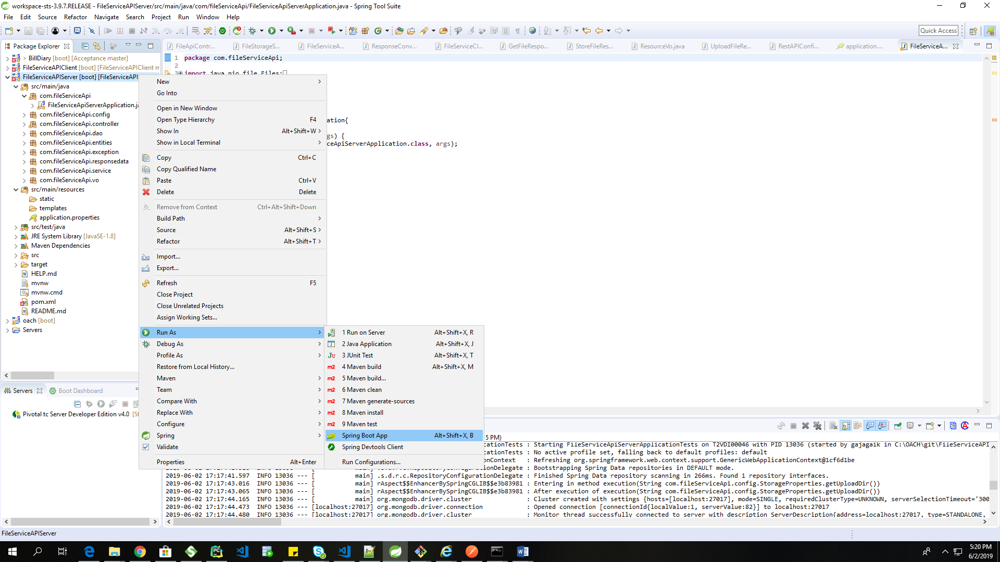 workspace-sts-3.9.7.RELEASE - FileServiceAPIServer/src/main/java/com/fileServiceApi/FileServiceApiServerApplication.java - Spring Tool Suite
File Edit Source Refactor Navigate Search Project Run Window Help
Quick Access
Package Explorer
FileApiContr...
FileStorageS...
FileServiceA...
ResponseConv...
FileServiceCl...
GetFileRespo...
StoreFileRes...
ResourceVo.java
UploadFileRe...
RestAPIConfi...
application....
FileServiceA...
> BillDiary [boot] [Acceptance master]
FileServiceAPIClient [boot] [FileServiceAPIClient m
FileServiceAPIServer [boot] [FileServiceAPI
src/main/java
com.fileServiceApi
FileServiceApiServerApplication.ja
com.fileServiceApi.config
com.fileServiceApi.controller
com.fileServiceApi.dao
com.fileServiceApi.entities
com.fileServiceApi.exception
com.fileServiceApi.responsedata
com.fileServiceApi.service
com.fileServiceApi.vo
src/main/resources
static
templates
application.properties
src/test/java
JRE System Library [JavaSE-1.8]
Maven Dependencies
src
target
HELP.md
mvnw
mvnw.cmd
pom.xml
README.md
oach [boot]
Servers
1 package com.fileServiceApi;
2
3 import java.nio.file.Files;
ation{
gs) {
ceApiServerApplication.class, args);
New
Go Into
Open in New Window
Open Type Hierarchy F4
Show In Alt+Shift+W >
Show in Local Terminal
Copy Ctrl+C
Copy Qualified Name
Paste Ctrl+V
Delete Delete
Remove from Context Ctrl+Alt+Shift+Down
Build Path
Source Alt+Shift+S >
Refactor Alt+Shift+T >
Import...
Export...
Refresh F5
Close Project
Close Unrelated Projects
Assign Working Sets...
Run As
Debug As
Profile As
Restore from Local History...
Maven
Team
Compare With
Replace With
Configure
Spring
Validate
Properties Alt+Enter
1 Run on Server Alt+Shift+X, R
2 Java Application Alt+Shift+X, J
3 JUnit Test Alt+Shift+X, T
4 Maven build Alt+Shift+X, M
5 Maven build...
6 Maven clean
7 Maven generate-sources
8 Maven install
9 Maven test
Spring Boot App Alt+Shift+X, B
Spring Devtools Client
Run Configurations...
Servers
Boot Dashboard
Pivotal tc Server Developer Edition v4.0 [St
5 PM)
cationTests : Starting FileServiceApiServerApplicationTests on T2VDI00046 with PID 13036 (started by gajagaik in C:\OACH\git\FileServiceAPI
cationTests : No active profile set, falling back to default profiles: default
onContext : Refreshing org.springframework.web.context.support.GenericWebApplicationContext@1cf6d1be
: Bootstrapping Spring Data repositories in DEFAULT mode.
2019-06-02 17:17:41.597 INFO 13036 --- [ main] .s.d.r.c.RepositoryConfigurationDelegate : Finished Spring Data repository scanning in 266ms. Found 1 repository interfaces.
2019-06-02 17:17:43.016 INFO 13036 --- [ main] rAspect$$EnhancerBySpringCGLIB$$e3b83981 : Entering in method execution(String com.fileServiceApi.config.StorageProperties.getUploadDir())
2019-06-02 17:17:43.065 INFO 13036 --- [ main] rAspect$$EnhancerBySpringCGLIB$$e3b83981 : After execution of execution(String com.fileServiceApi.config.StorageProperties.getUploadDir())
2019-06-02 17:17:44.165 INFO 13036 --- [ main] org.mongodb.driver.cluster : Cluster created with settings {hosts=[localhost:27017], mode=SINGLE, requiredClusterType=UNKNOWN, serverSelectionTimeout='300
2019-06-02 17:17:44.473 INFO 13036 --- [localhost:27017] org.mongodb.driver.connection : Opened connection [connectionId{localValue:1, serverValue:82}] to localhost:27017
2019-06-02 17:17:44.480 INFO 13036 --- [localhost:27017] org.mongodb.driver.cluster : Monitor thread successfully connected to server with description ServerDescription{address=localhost:27017, type=STANDALONE,
FileServiceAPIServer
5:20 PM
6/2/2019